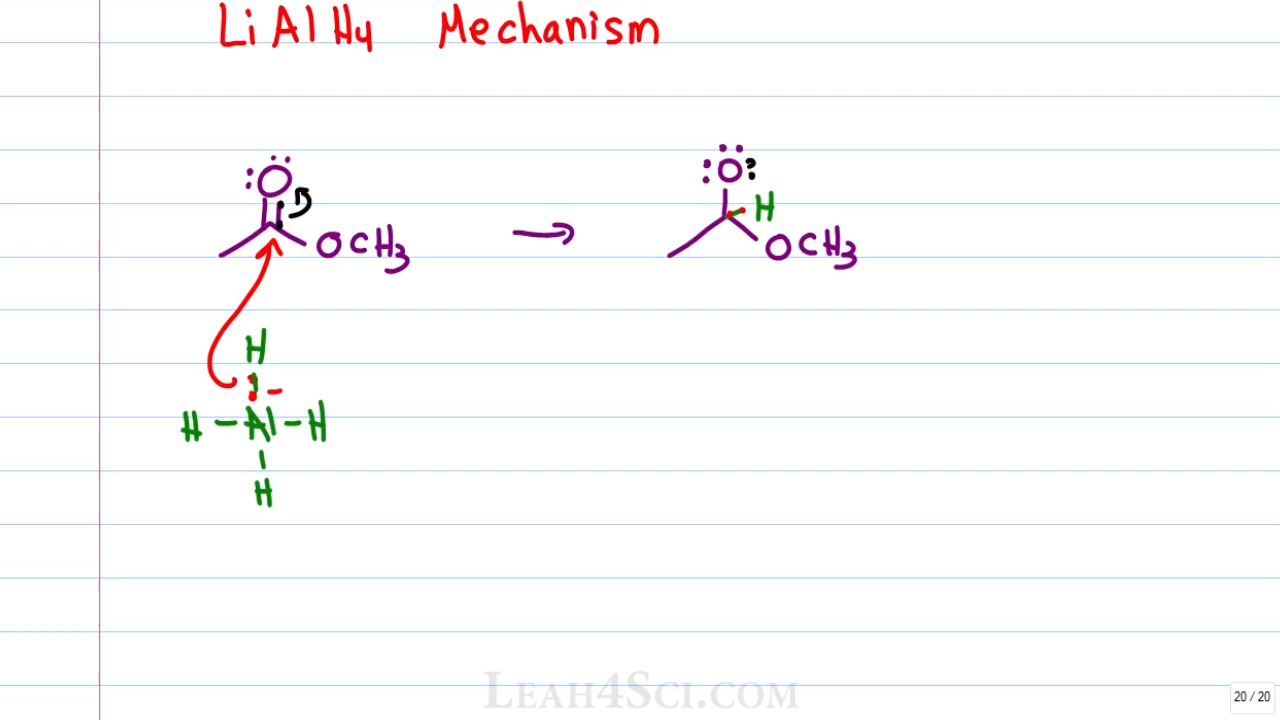 LiAlH4 Mechanism
:O: O: H
OCH3 → OCH3
H
H-Al-H
H
LEAH4SCI.COM
20 / 20